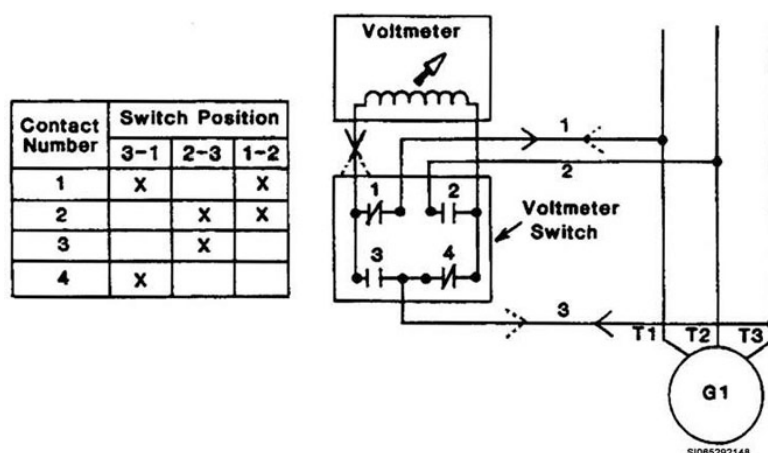 Contact Number Switch Position
3-1 2-3 1-2
1 X X
2 X X
3 X
4 X
Voltmeter
1
2
1 2
Voltmeter Switch
3 4
3
T1 T2 T3
G1
SI065292148